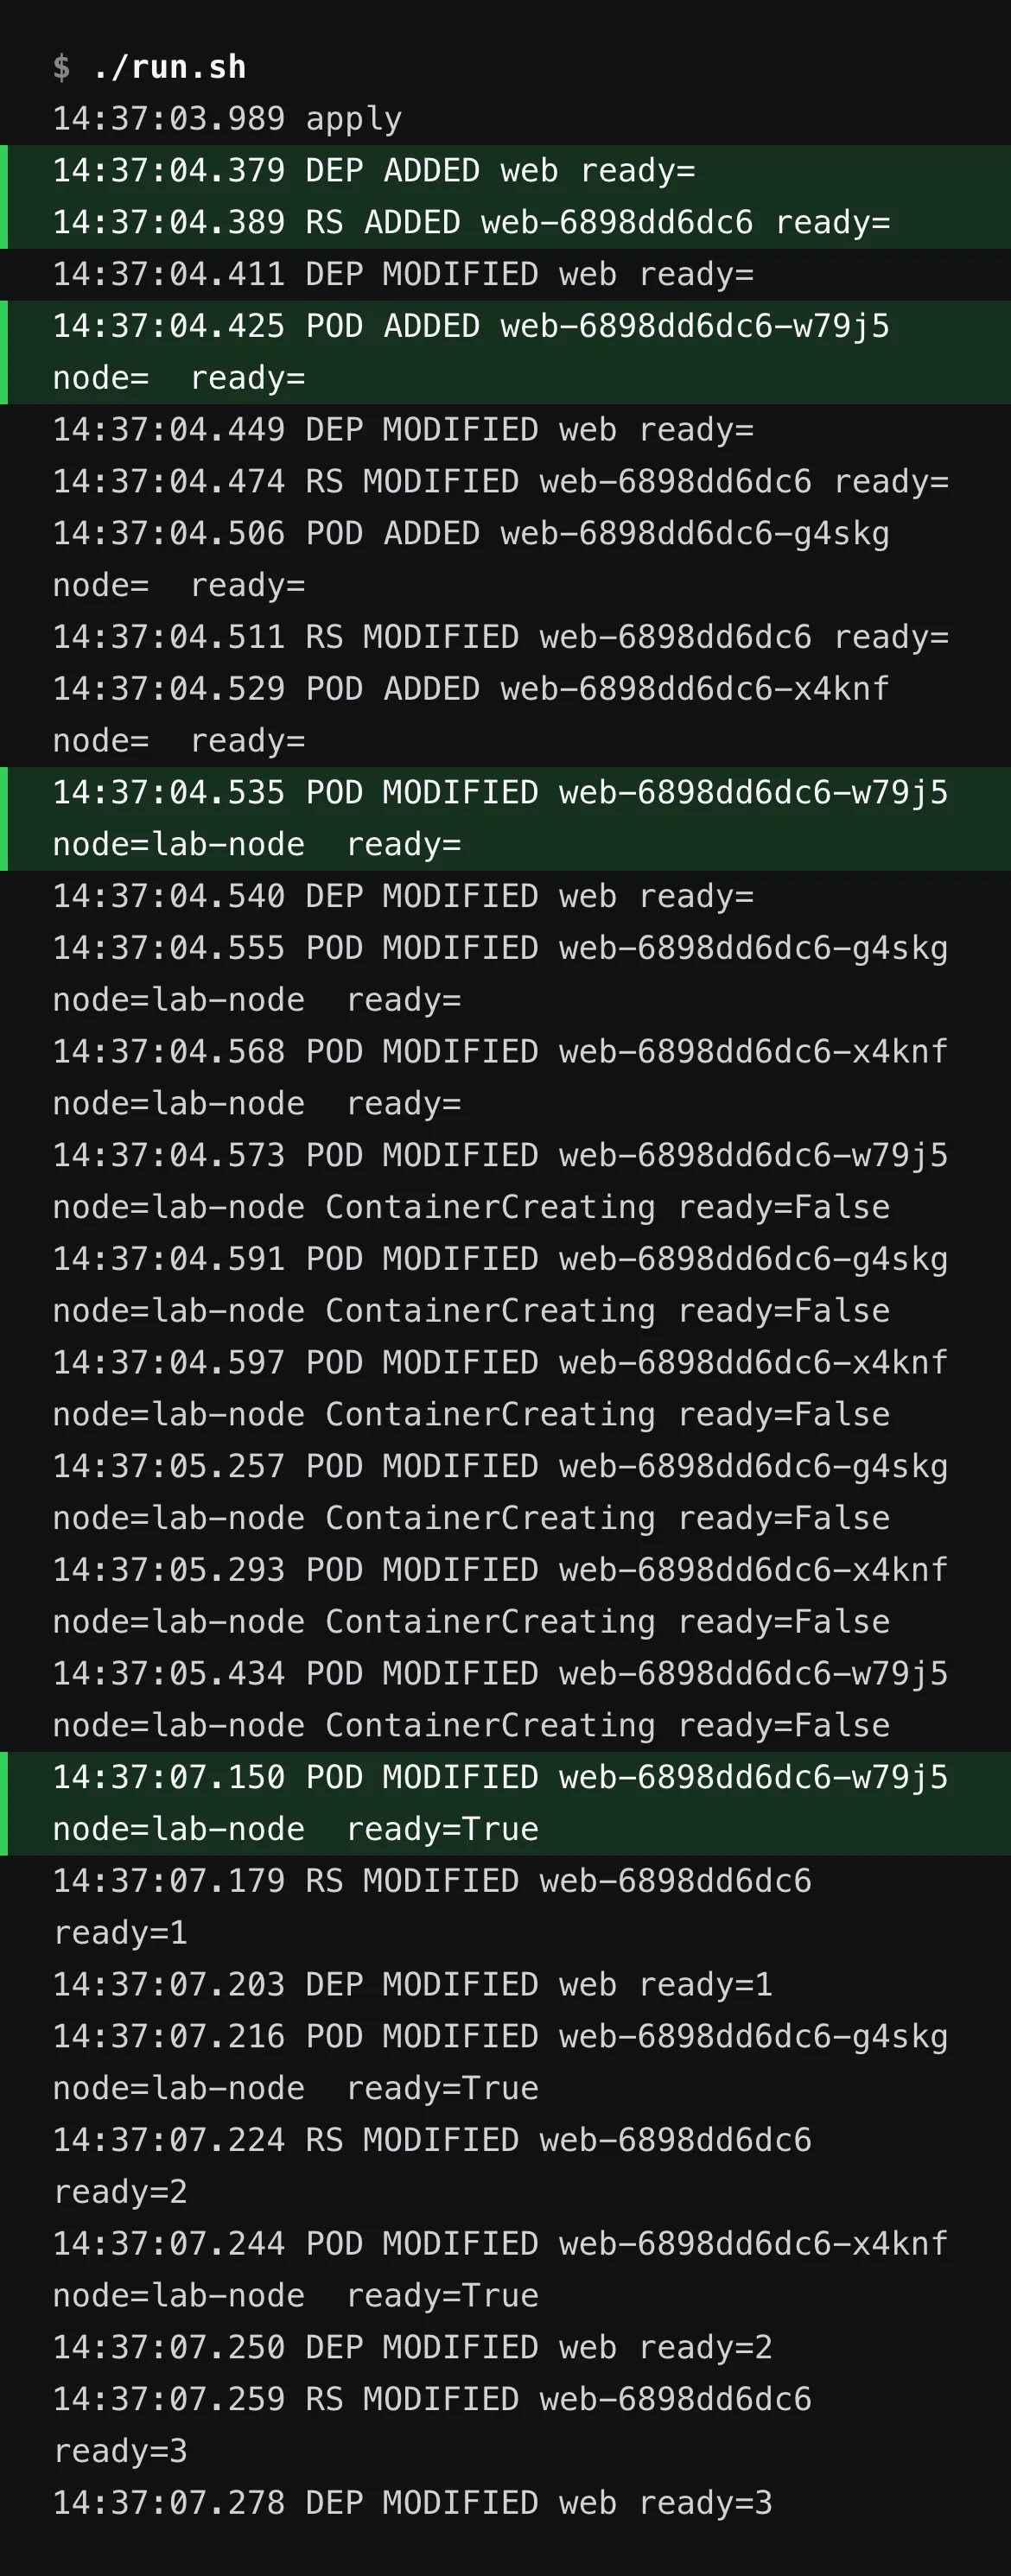 $ ./run.sh
14:37:03.989 apply
14:37:04.379 DEP ADDED web ready=
14:37:04.389 RS ADDED web-6898dd6dc6 ready=
14:37:04.411 DEP MODIFIED web ready=
14:37:04.425 POD ADDED web-6898dd6dc6-w79j5
node=  ready=
14:37:04.449 DEP MODIFIED web ready=
14:37:04.474 RS MODIFIED web-6898dd6dc6 ready=
14:37:04.506 POD ADDED web-6898dd6dc6-g4skg
node=  ready=
14:37:04.511 RS MODIFIED web-6898dd6dc6 ready=
14:37:04.529 POD ADDED web-6898dd6dc6-x4knf
node=  ready=
14:37:04.535 POD MODIFIED web-6898dd6dc6-w79j5
node=lab-node  ready=
14:37:04.540 DEP MODIFIED web ready=
14:37:04.555 POD MODIFIED web-6898dd6dc6-g4skg
node=lab-node  ready=
14:37:04.568 POD MODIFIED web-6898dd6dc6-x4knf
node=lab-node  ready=
14:37:04.573 POD MODIFIED web-6898dd6dc6-w79j5
node=lab-node ContainerCreating ready=False
14:37:04.591 POD MODIFIED web-6898dd6dc6-g4skg
node=lab-node ContainerCreating ready=False
14:37:04.597 POD MODIFIED web-6898dd6dc6-x4knf
node=lab-node ContainerCreating ready=False
14:37:05.257 POD MODIFIED web-6898dd6dc6-g4skg
node=lab-node ContainerCreating ready=False
14:37:05.293 POD MODIFIED web-6898dd6dc6-x4knf
node=lab-node ContainerCreating ready=False
14:37:05.434 POD MODIFIED web-6898dd6dc6-w79j5
node=lab-node ContainerCreating ready=False
14:37:07.150 POD MODIFIED web-6898dd6dc6-w79j5
node=lab-node  ready=True
14:37:07.179 RS MODIFIED web-6898dd6dc6
ready=1
14:37:07.203 DEP MODIFIED web ready=1
14:37:07.216 POD MODIFIED web-6898dd6dc6-g4skg
node=lab-node  ready=True
14:37:07.224 RS MODIFIED web-6898dd6dc6
ready=2
14:37:07.244 POD MODIFIED web-6898dd6dc6-x4knf
node=lab-node  ready=True
14:37:07.250 DEP MODIFIED web ready=2
14:37:07.259 RS MODIFIED web-6898dd6dc6
ready=3
14:37:07.278 DEP MODIFIED web ready=3